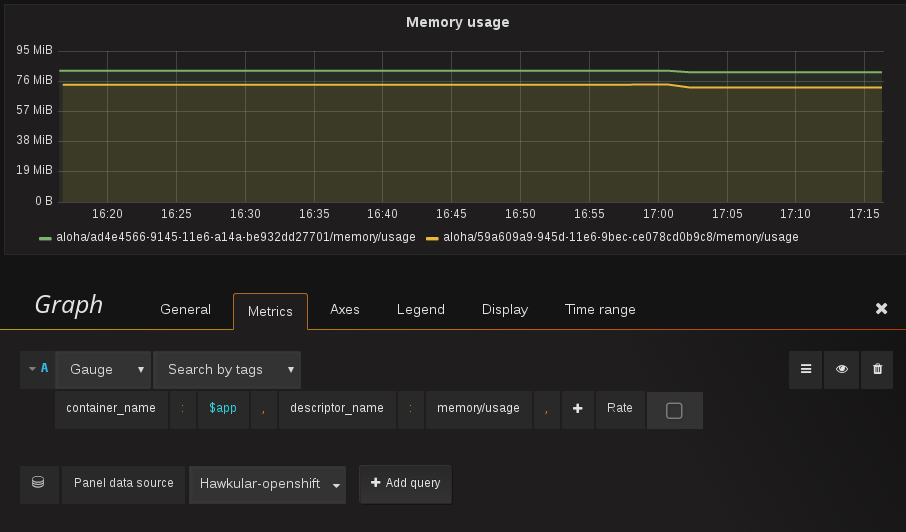 Memory usage
95 MiB
76 MiB
57 MiB
38 MiB
19 MiB
0 B
16:20 16:25 16:30 16:35 16:40 16:45 16:50 16:55 17:00 17:05 17:10 17:15
aloha/ad4e4566-9145-11e6-a14a-be932dd27701/memory/usage aloha/59a609a9-945d-11e6-9bec-ce078cd0b9c8/memory/usage
Graph General Metrics Axes Legend Display Time range
A Gauge Search by tags
container_name : $app , descriptor_name : memory/usage , Rate
Panel data source Hawkular-openshift Add query